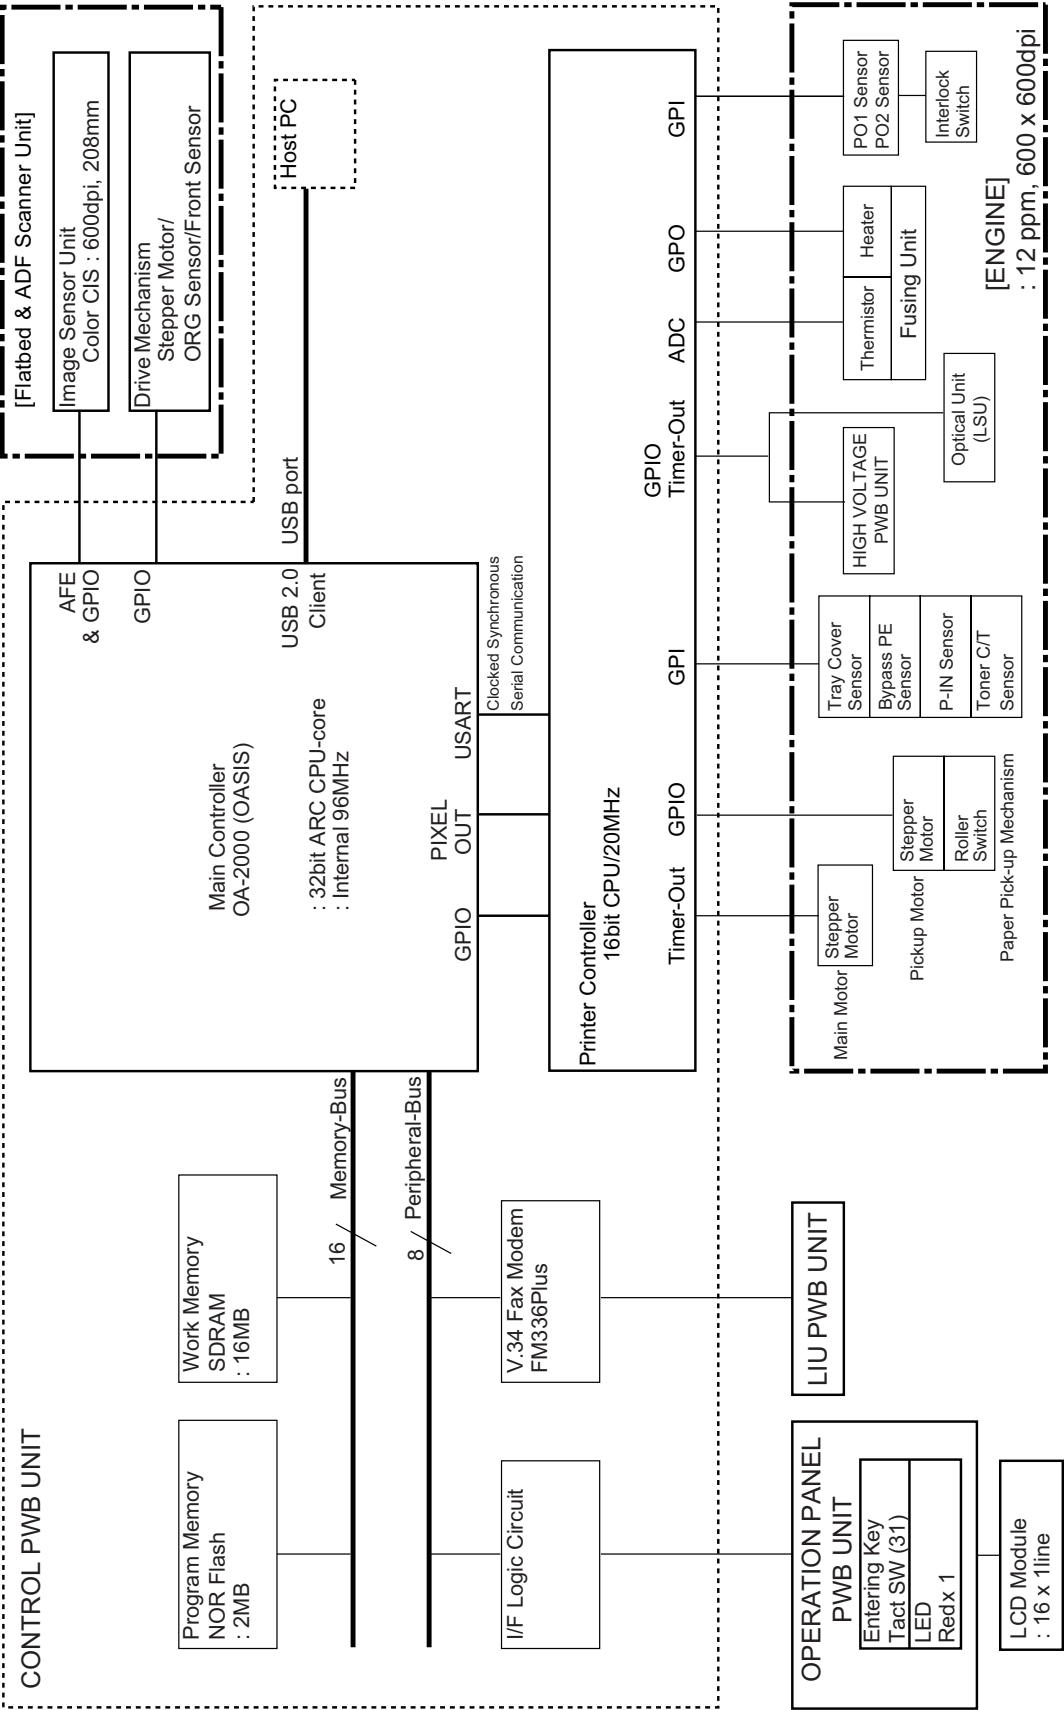 CONTROL PWB UNIT
Program Memory
NOR Flash
: 2MB
Work Memory
SDRAM
: 16MB
16
Memory-Bus
8
Peripheral-Bus
I/F Logic Circuit
V.34 Fax Modem
FM336Plus
OPERATION PANEL
PWB UNIT
Entering Key
Tact SW (31)
LED
Red x 1
LCD Module
: 16 x 1line
LIU PWB UNIT
Main Controller
OA-2000 (OASIS)
: 32bit ARC CPU-core
: Internal 96MHz
AFE
& GPIO
GPIO
USB 2.0
Client
GPIO
PIXEL
OUT
USART
Clocked Synchronous
Serial Communication
USB port
Host PC
[Flatbed & ADF Scanner Unit]
Image Sensor Unit
Color CIS : 600dpi, 208mm
Drive Mechanism
Stepper Motor/
ORG Sensor/Front Sensor
Printer Controller
16bit CPU/20MHz
Timer-Out
GPIO
GPI
GPIO
Timer-Out
ADC
GPO
GPI
Main Motor
Stepper
Motor
Pickup Motor
Stepper
Motor
Roller
Switch
Paper Pick-up Mechanism
Tray Cover
Sensor
Bypass PE
Sensor
P-IN Sensor
Toner C/T
Sensor
HIGH VOLTAGE
PWB UNIT
Optical Unit
(LSU)
Thermistor
Heater
Fusing Unit
PO1 Sensor
PO2 Sensor
Interlock
Switch
[ENGINE]
: 12 ppm, 600 x 600dpi